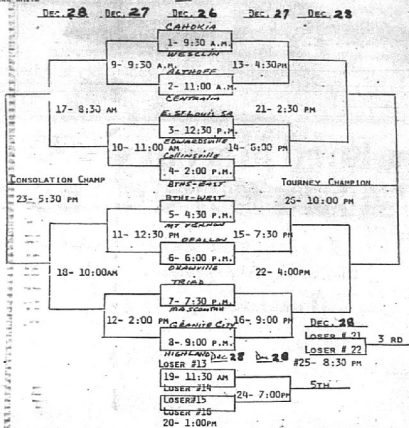 Dec. 28 Dec. 27 Dec. 26 Dec. 27 Dec. 28
CAHOKIA
1- 9:30 A.M.
WESCLIN
9- 9:30 A.M. 13- 4:30PM
ALTHOFF
2- 11:00 A.M.
CENTRALIA
17- 8:30 AM 21- 2:30 PM
E. ST. LOUIS SR
3- 12:30 P.M.
EDWARDSVILLE
10- 11:00 AM 14- 6:00 P.M.
COLLINSVILLE
4- 2:00 P.M.
BTHS-EAST
CONSOLATION CHAMP TOURNEY CHAMPION
23- 5:30 PM 26- 10:00 PM
BTHS-WEST
5- 4:30 P.M.
MT VERNON
11- 12:30 PM 15- 7:30 PM
OFALLON
6- 6:00 P.M.
OKAWVILLE
18- 10:00AM 22- 4:00PM
TRIAD
7- 7:30 P.M.
MASCOUTAH
12- 2:00 PM 16- 9:00 PM
GRANITE CITY
8- 9:00 P.M.
HIGHLAND
Dec. 28
LOSER # 21
3 RD
LOSER # 22
#25- 8:30 PM
Dec 28 Dec 28
LOSER #13
19- 11:30 AM
LOSER #14
5TH
24- 7:00PM
LOSER#15
LOSER #16
20- 1:00PM